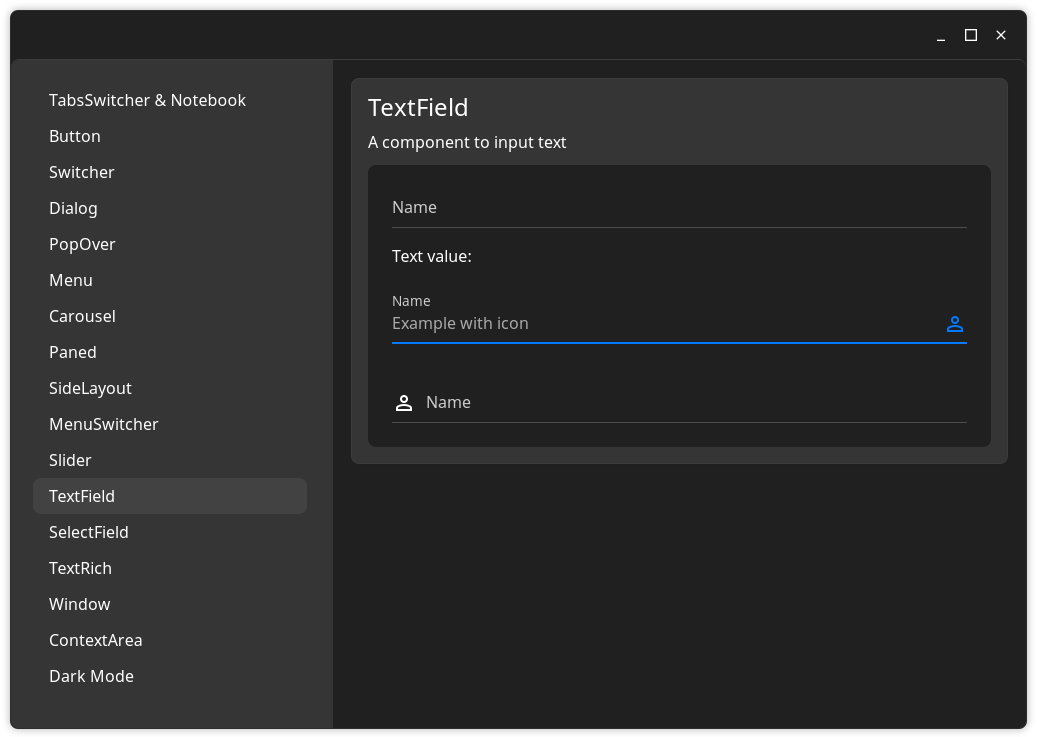 TabsSwitcher & Notebook
Button
Switcher
Dialog
PopOver
Menu
Carousel
Paned
SideLayout
MenuSwitcher
Slider
TextField
SelectField
TextRich
Window
ContextArea
Dark Mode
TextField
A component to input text
Name
Text value:
Name
Example with icon
Name